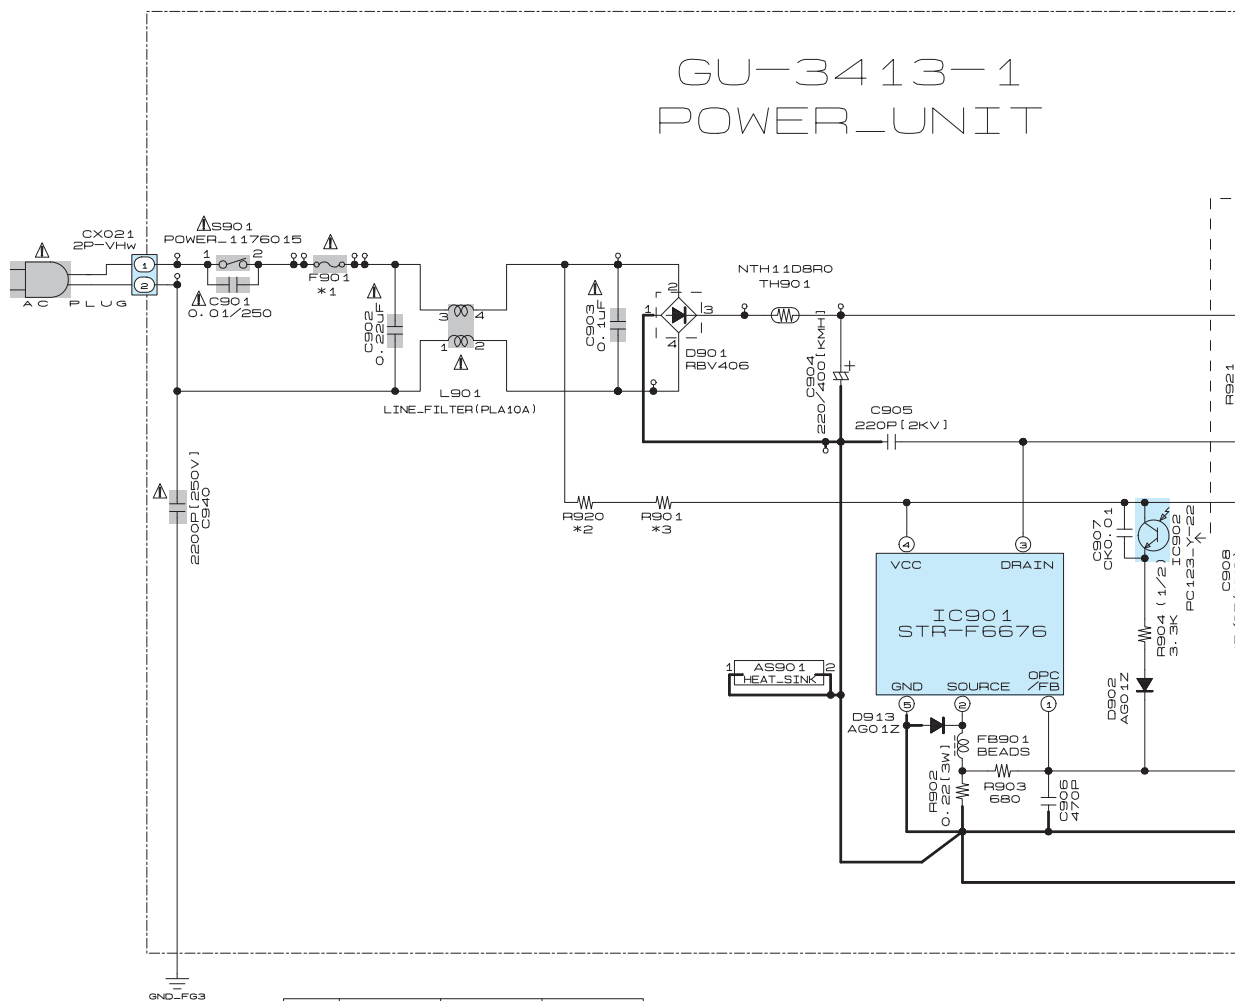 GU-3413-1
POWER_UNIT
CX021
2P-VHW
S901
POWER_1176015
1
2
1
2
AC PLUG
C901
0.01/250
F901
*1
C902
0.22uF
3
4
1
2
L901
LINE_FILTER(PLA10A)
C903
0.1uF
2
1
3
4
D901
RBV406
NTH11D8R0
TH901
C904
220/400[KMH]
+
C905
220P[2KV]
R921
2200P[250V]
C940
R920
*2
R901
*3
4
3
VCC
DRAIN
IC901
STR-F6676
GND
SOURCE
OPC
/FB
5
2
1
C907
CK0.01
IC902
PC123_Y-22
(1/2)
C908
R904
3.3K
D902
AG01Z
1
AS901
2
HEAT_SINK
D913
AG01Z
FB901
BEADS
R902
0.22[3W]
R903
680
C906
470P
GND_FG3